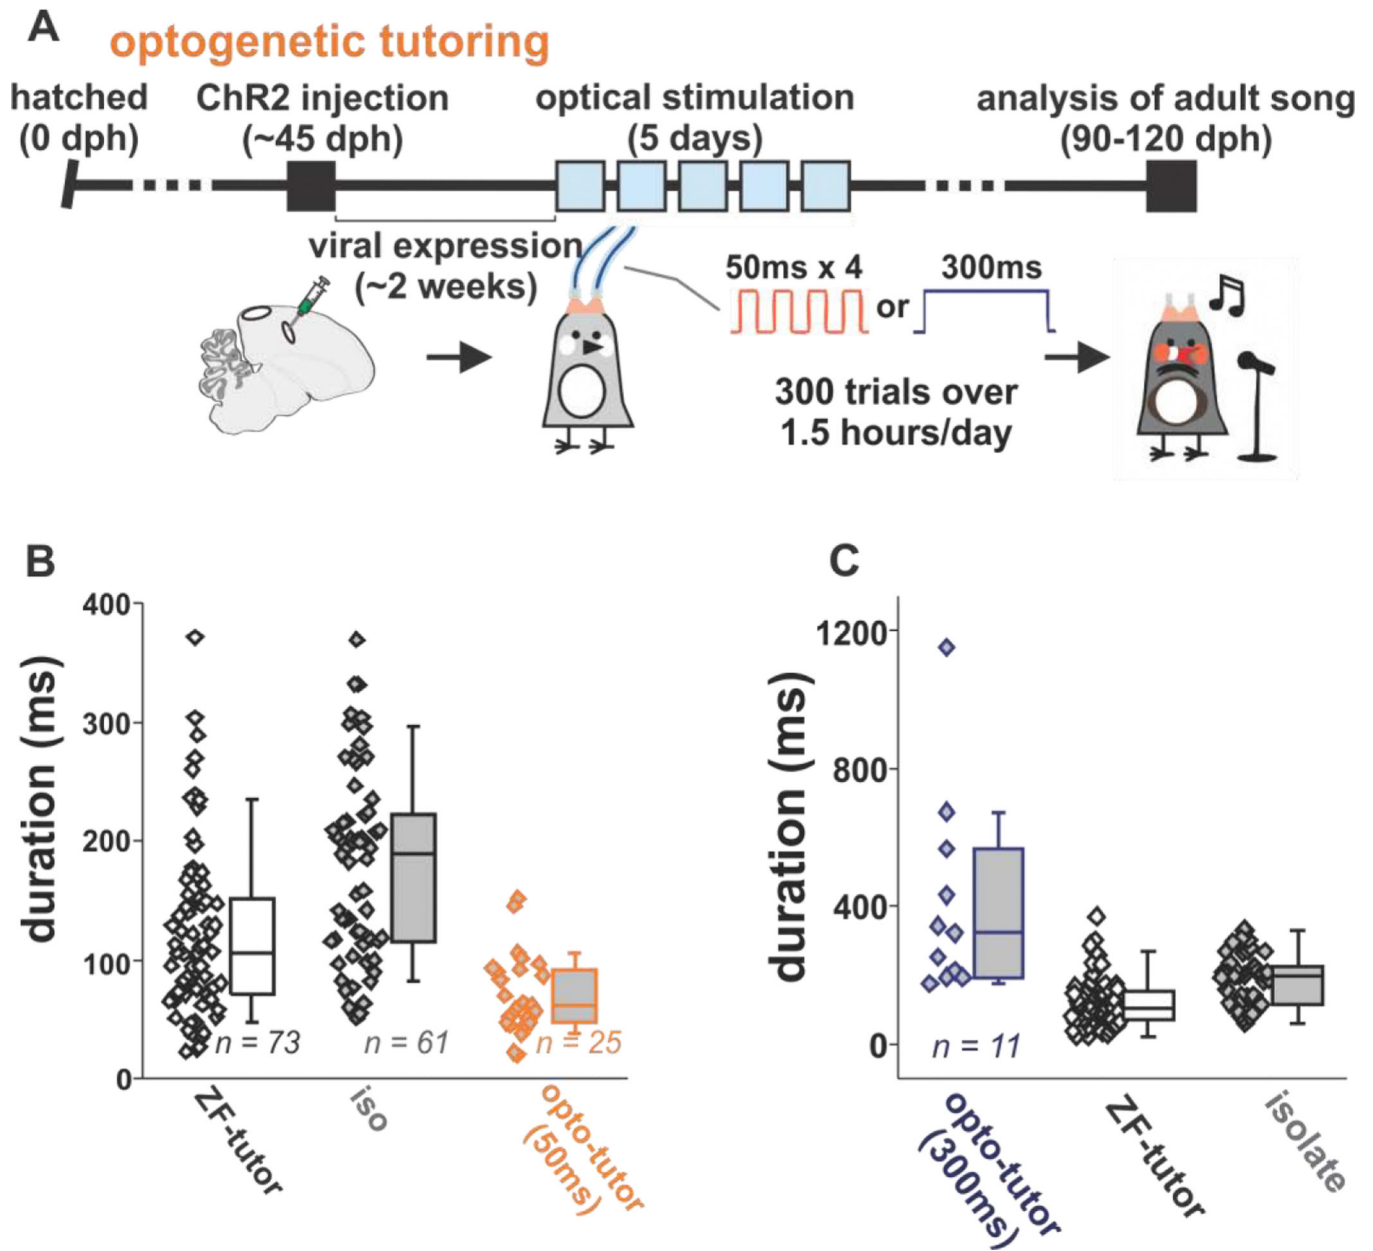 A
optogenetic tutoring
hatched
(0 dph)
ChR2 injection
(~45 dph)
optical stimulation
(5 days)
analysis of adult song
(90-120 dph)
viral expression
(~2 weeks)
50ms x 4
or
300ms
300 trials over
1.5 hours/day
B
duration (ms)
400
300
200
100
0
n = 73
n = 61
n = 25
ZF-tutor
iso
opto-tutor
(50ms)
C
duration (ms)
1200
800
400
0
n = 11
opto-tutor
(300ms)
ZF-tutor
isolate